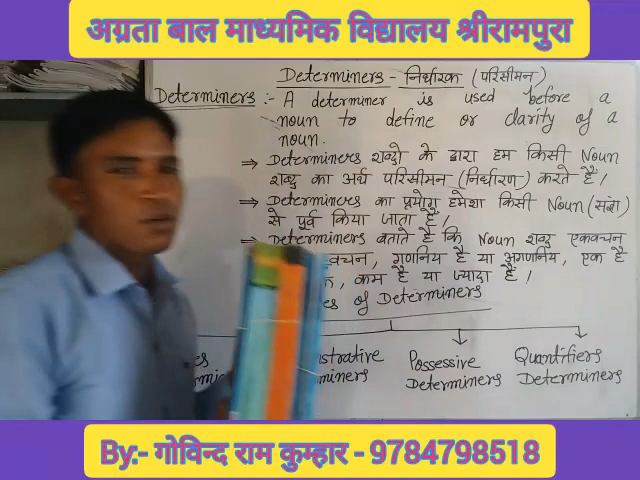 अग्रता बाल माध्यमिक विद्यालय श्रीरामपुरा
Determiners - निर्धारक (परिसीमन)
Determiners :- A determiner is used before a
noun to define or clarity of a
noun.
⇒ Determiners शब्दो के द्वारा हम किसी Noun
शब्द का अर्थ परिसीमन (निर्धारण) करते हैं।
⇒ Determiners का प्रयोग हमेशा किसी Noun (संज्ञा)
से पूर्व किया जाता है।
⇒ Determiners बताते है कि Noun शब्द एकवचन
वचन, गणनिय है या अगणनिय, एक है
, कम है या ज्यादा है।
of Determiners
Possessive Quantifiers
Determiners Determiners
By:- गोविन्द राम कुम्हार - 9784798518